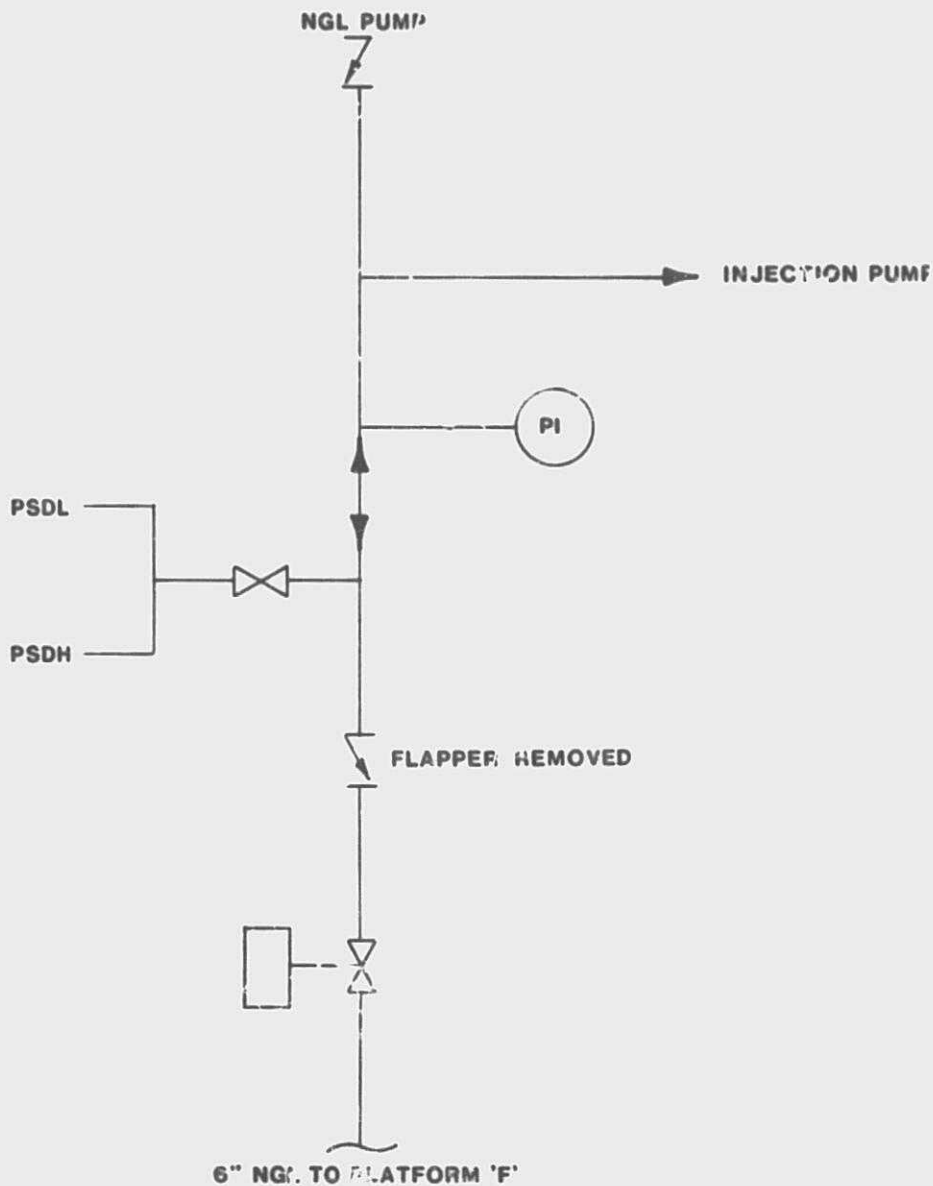 NGL PUMP
INJECTION PUMP
PI
PSDL
PSDH
FLAPPER REMOVED
6" NGL TO PLATFORM 'F'